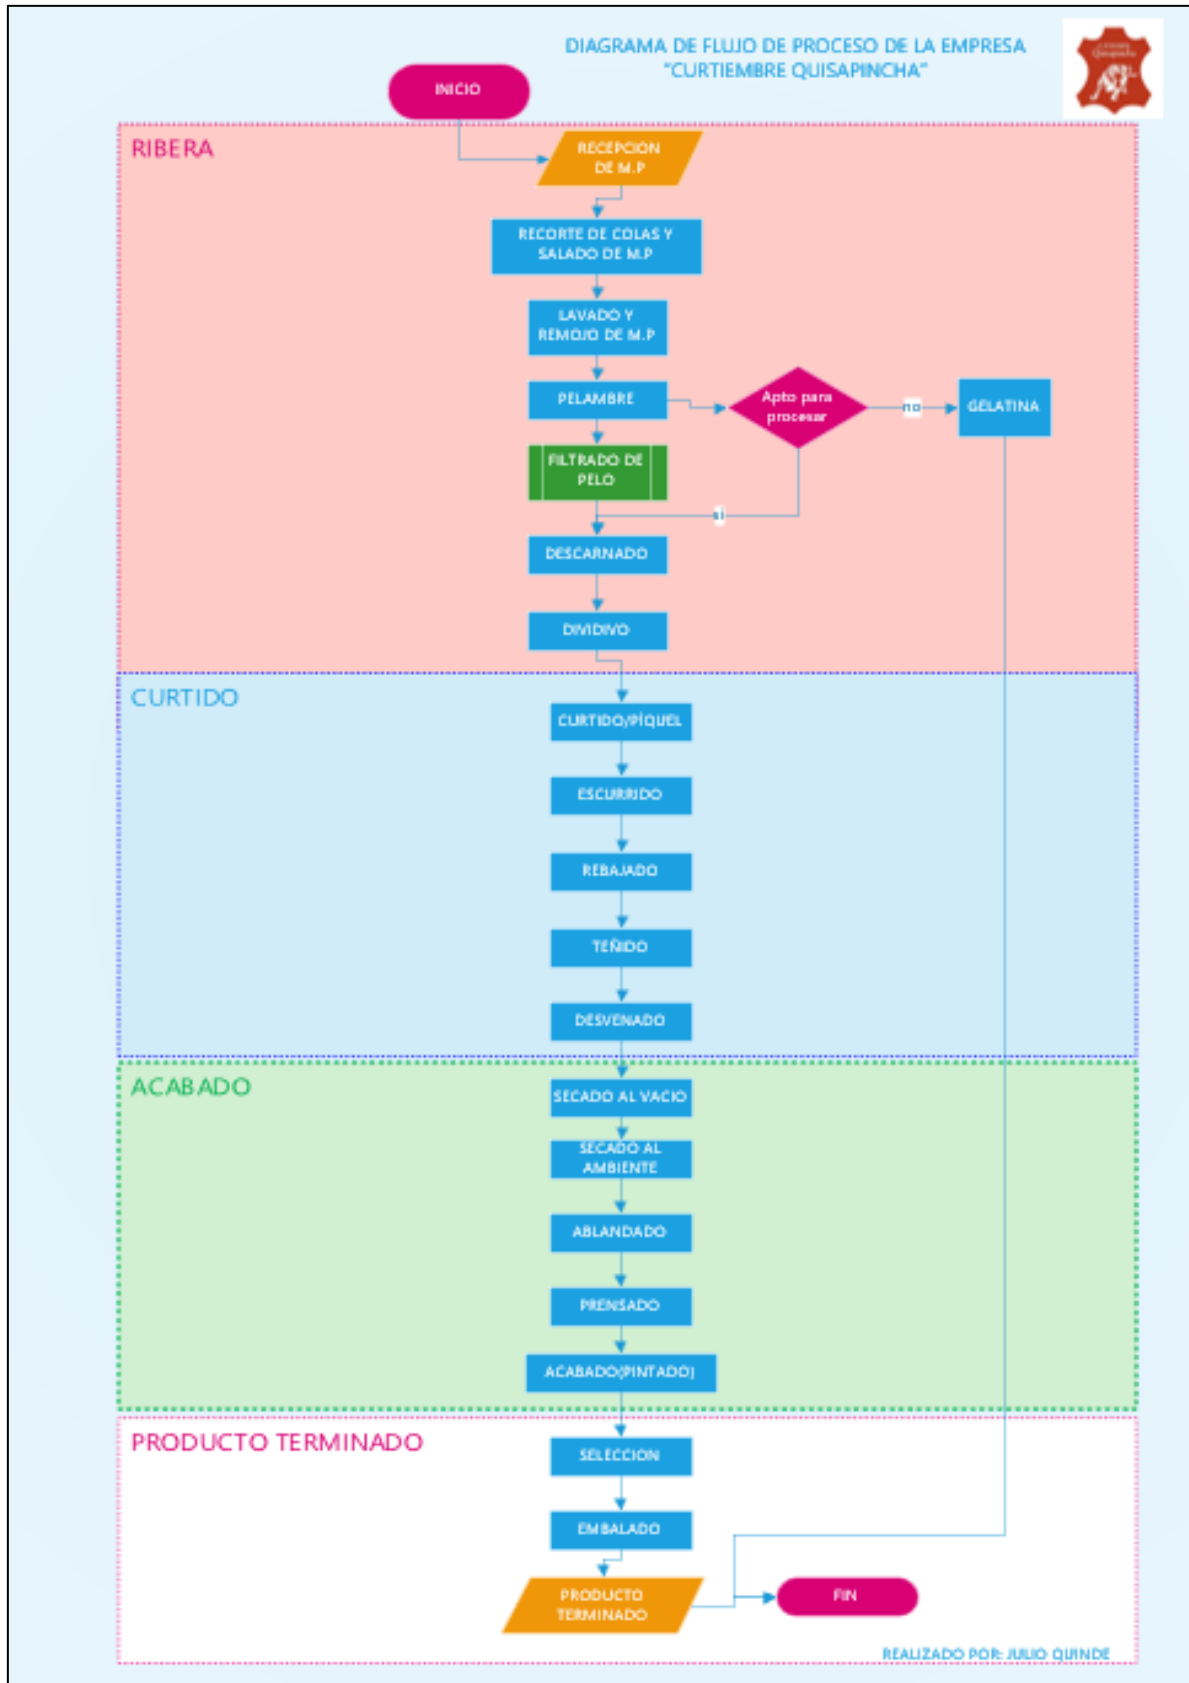 DIAGRAMA DE FLUJO DE PROCESO DE LA EMPRESA
"CURTIEMBRE QUISAPINCHA"
Quisapincha
INICIO
RIBERA
RECEPCION
DE M.P
RECORTE DE COLAS Y
SALADO DE M.P
LAVADO Y
REMOJO DE M.P
PELAMBRE
Apto para
procesar
no
GELATINA
FILTRADO DE
PELO
si
DESCARNADO
DIVIDIVO
CURTIDO
CURTIDO/PÍQUEL
ESCURRIDO
REBAJADO
TEÑIDO
DESVENADO
ACABADO
SECADO AL VACIO
SECADO AL
AMBIENTE
ABLANDADO
PRENSADO
ACABADO(PINTADO)
PRODUCTO TERMINADO
SELECCION
EMBALADO
PRODUCTO
TERMINADO
FIN
REALIZADO POR: JULIO QUINDE